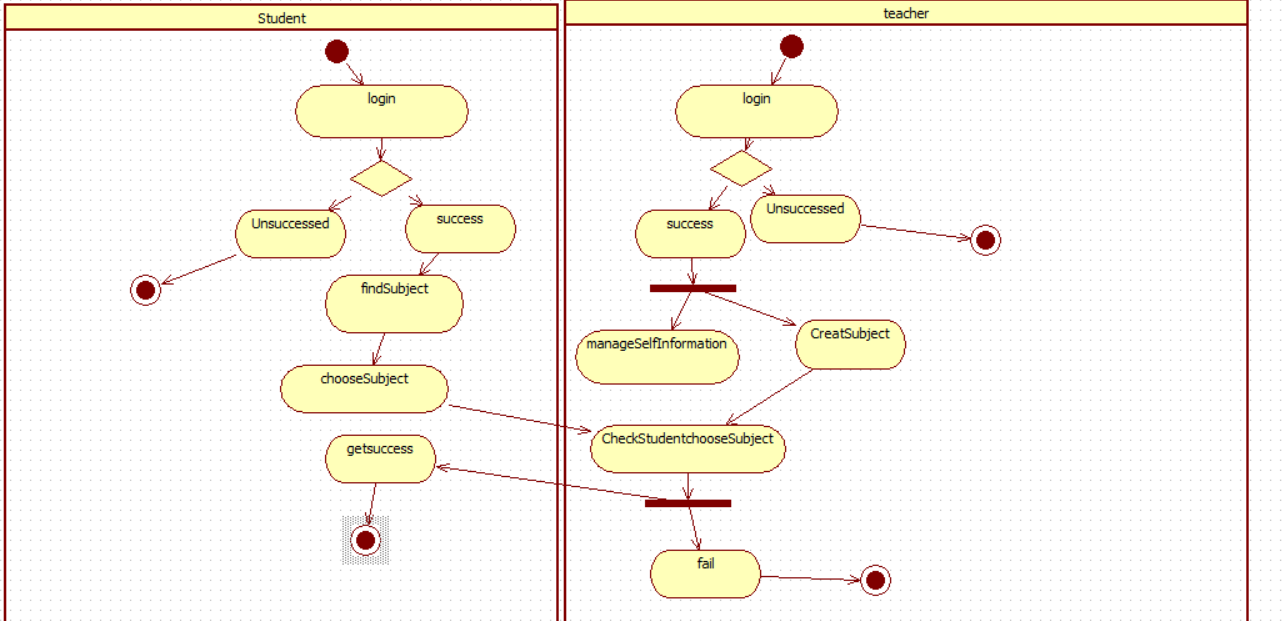 Student
teacher
login
login
Unsuccessed
success
success
Unsuccessed
findSubject
manageSelfInformation
CreatSubject
chooseSubject
CheckStudentchooseSubject
getsuccess
fail